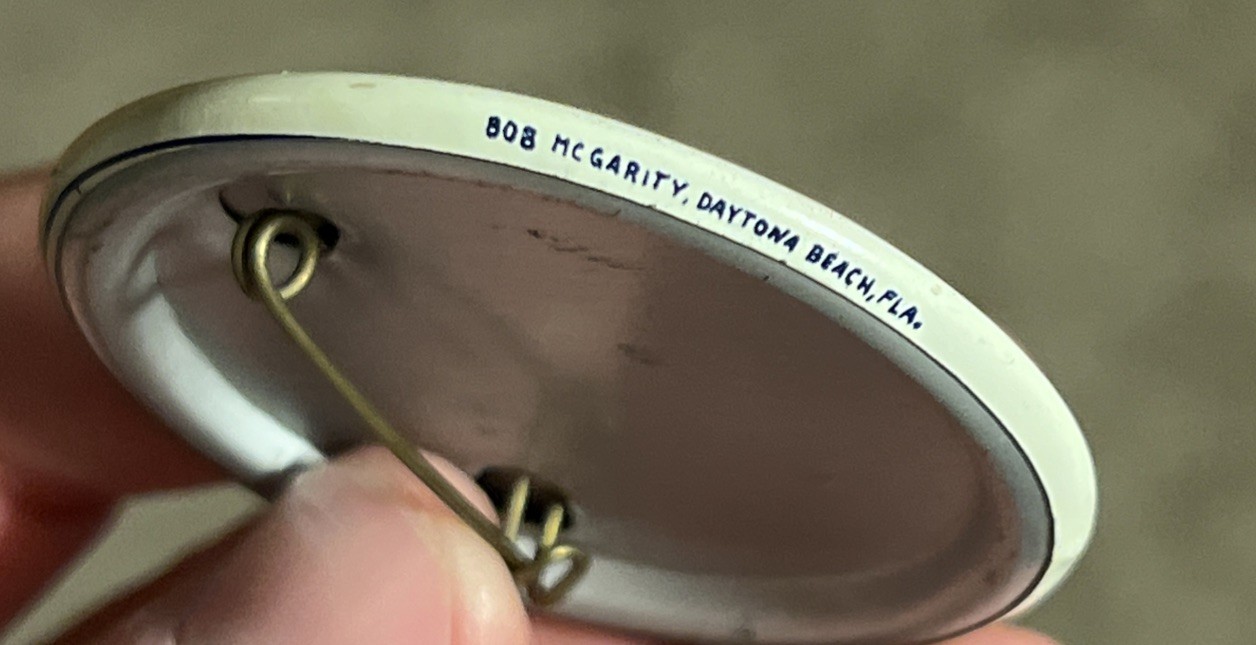 BOB MCGARITY, DAYTONA BEACH, FLA.